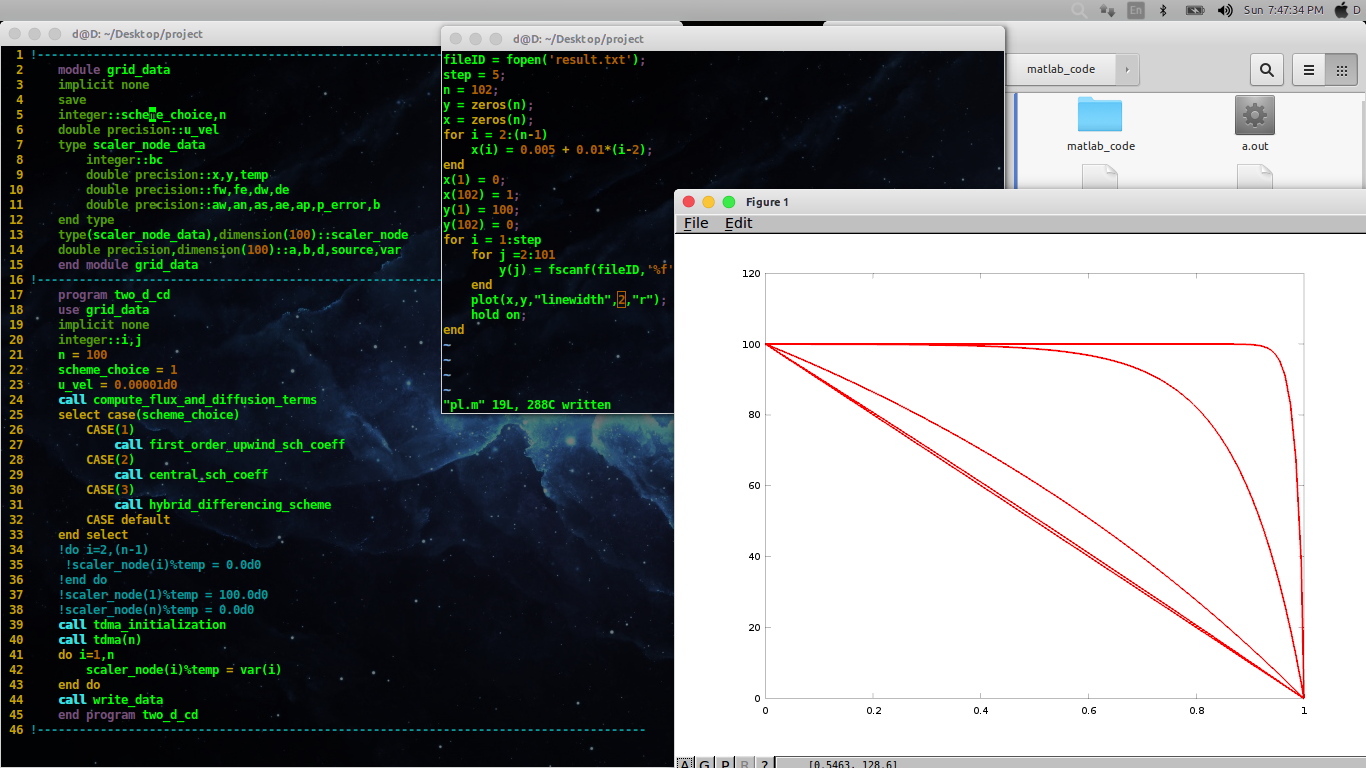 Sun 7:47:34 PM
D
En
d@D: ~/Desktop/project
1 !---------------------------------------------------------------------------------------
2 module grid_data
3 implicit none
4 save
5 integer::scheme_choice,n
6 double precision::u_vel
7 type scaler_node_data
8 integer::bc
9 double precision::x,y,temp
10 double precision::fw,fe,dw,de
11 double precision::aw,an,as,ae,ap,p_error,b
12 end type
13 type(scaler_node_data),dimension(100)::scaler_node
14 double precision,dimension(100)::a,b,d,source,var
15 end module grid_data
16 !---------------------------------------------------------------------------------------
17 program two_d_cd
18 use grid_data
19 implicit none
20 integer::i,j
21 n = 100
22 scheme_choice = 1
23 u_vel = 0.00001d0
24 call compute_flux_and_diffusion_terms
25 select case(scheme_choice)
26 CASE(1)
27 call first_order_upwind_sch_coeff
28 CASE(2)
29 call central_sch_coeff
30 CASE(3)
31 call hybrid_differencing_scheme
32 CASE default
33 end select
34 !do i=2,(n-1)
35 !scaler_node(i)%temp = 0.0d0
36 !end do
37 !scaler_node(1)%temp = 100.0d0
38 !scaler_node(n)%temp = 0.0d0
39 call tdma_initialization
40 call tdma(n)
41 do i=1,n
42 scaler_node(i)%temp = var(i)
43 end do
44 call write_data
45 end program two_d_cd
46 !---------------------------------------------------------------------------------------
d@D: ~/Desktop/project
fileID = fopen('result.txt');
step = 5;
n = 102;
y = zeros(n);
x = zeros(n);
for i = 2:(n-1)
x(i) = 0.005 + 0.01*(i-2);
end
x(1) = 0;
x(102) = 1;
y(1) = 100;
y(102) = 0;
for i = 1:step
for j =2:101
y(j) = fscanf(fileID,'%f'
end
plot(x,y,"linewidth",2,"r");
hold on;
end
~
~
~
~
"pl.m" 19L, 288C written
matlab_code
matlab_code
a.out
Figure 1
File Edit
120
100
80
60
40
20
0
0 0.2 0.4 0.6 0.8 1
A G P R ? [0.5463, 128.6]